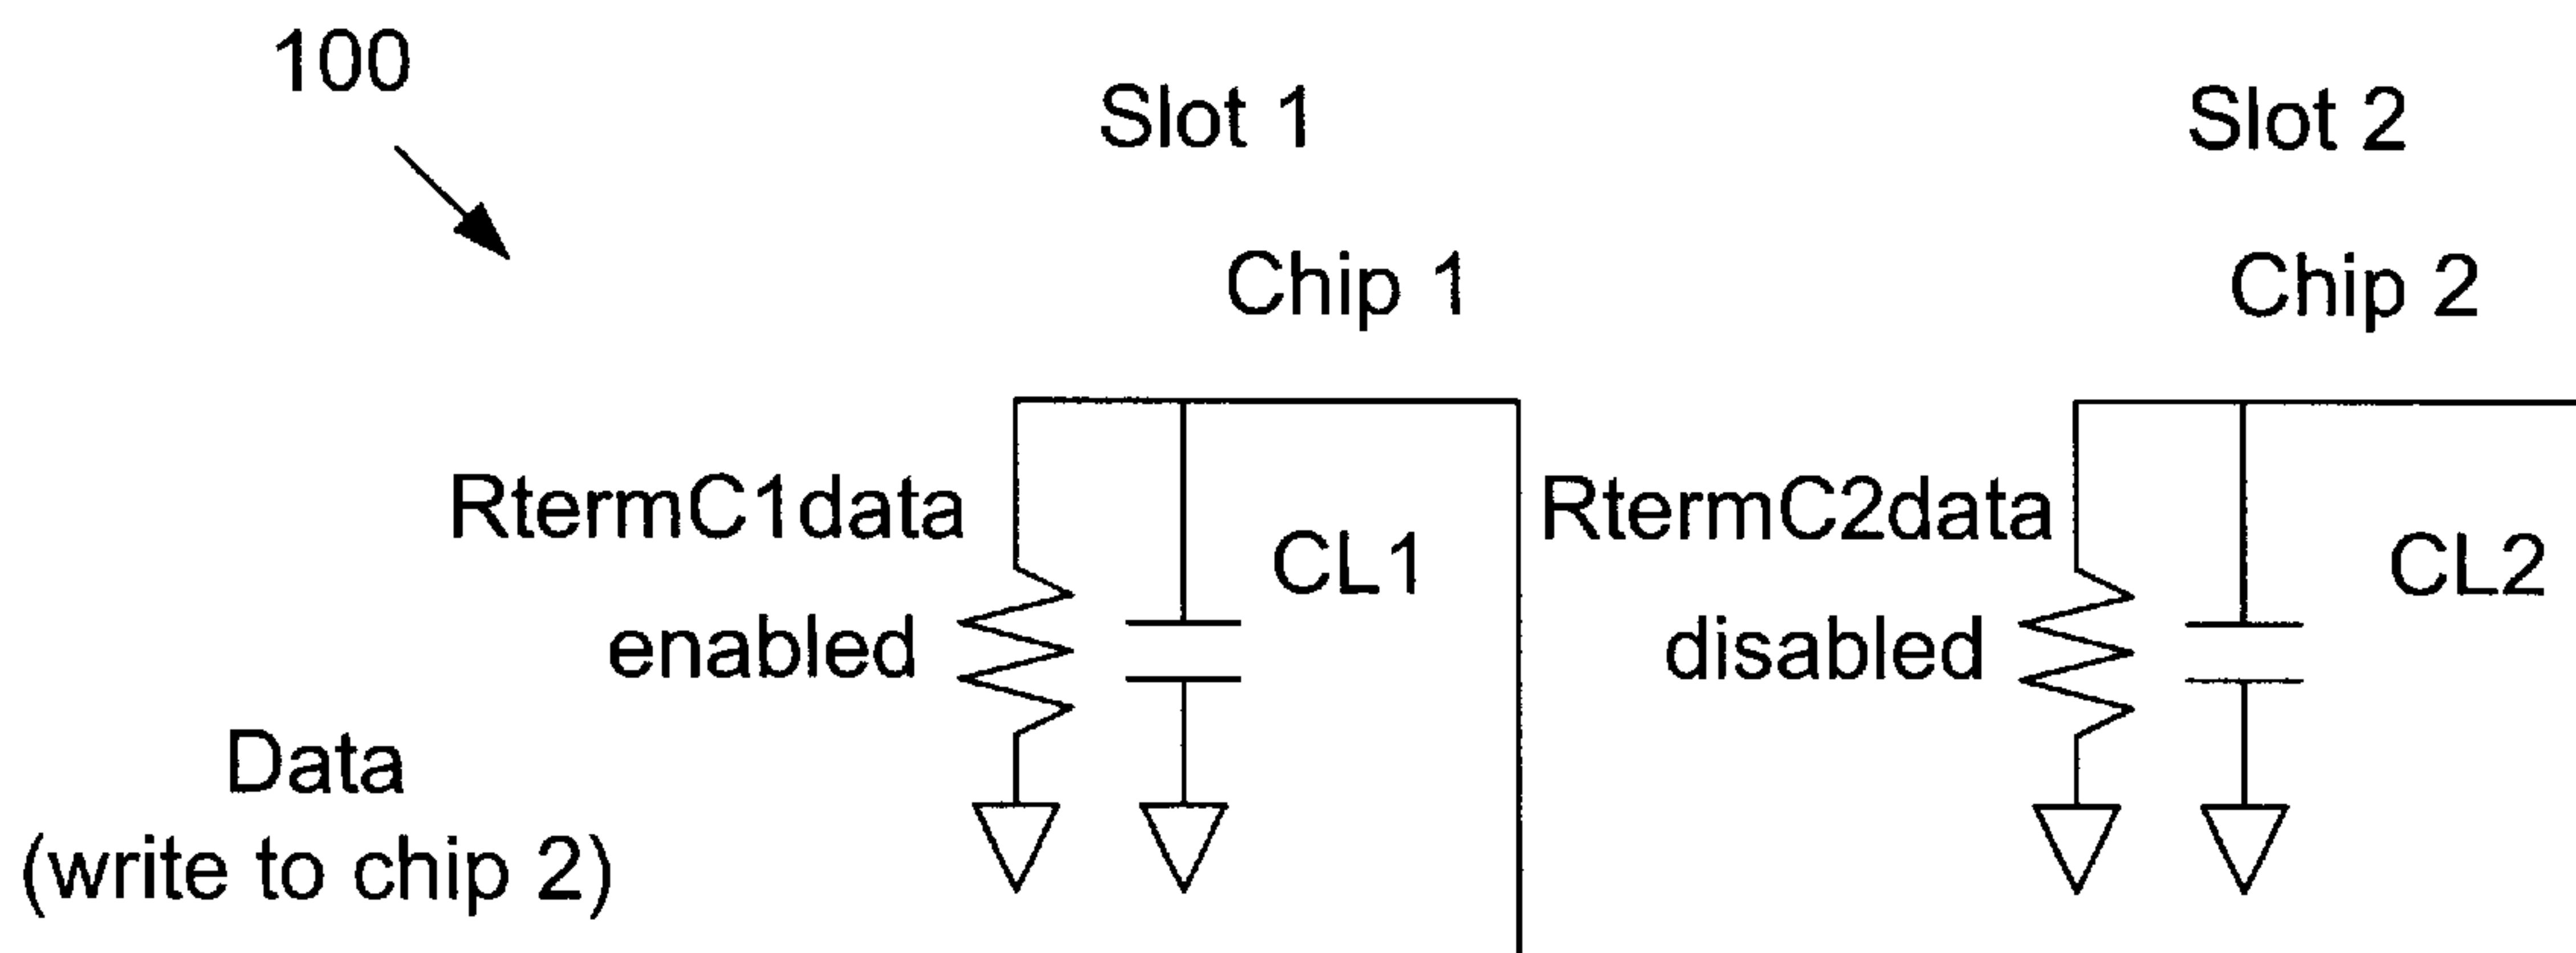 100
Slot 1
Slot 2
Chip 1
Chip 2
RtermC1data
enabled
CL1
RtermC2data
disabled
CL2
Data
(write to chip 2)